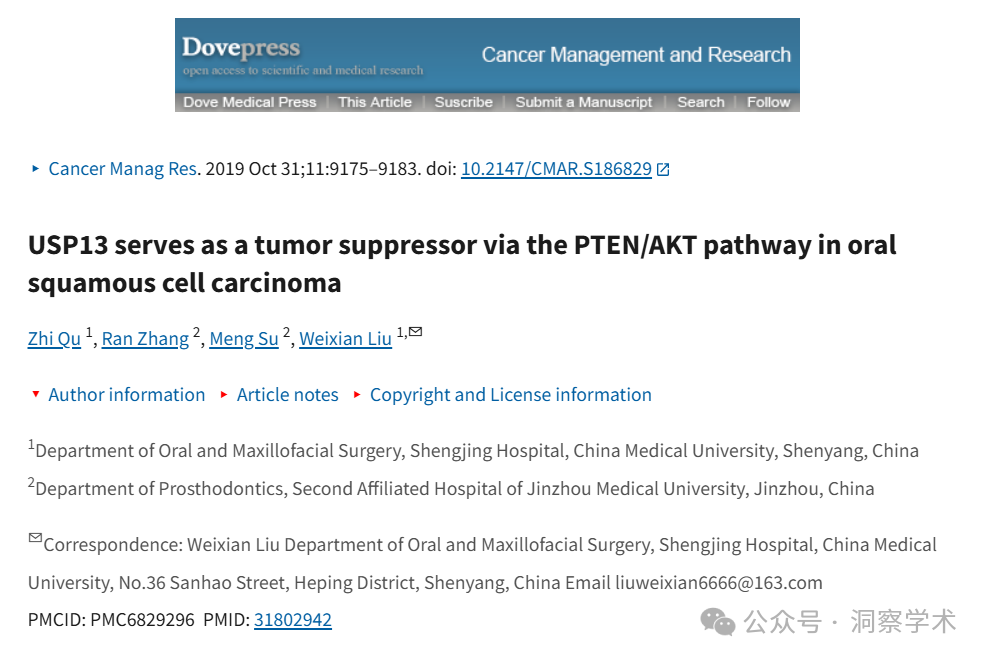 Dovepress
open access to scientific and medical research
Cancer Management and Research
Dove Medical Press | This Article | Suscribe | Submit a Manuscript | Search | Follow
Cancer Manag Res. 2019 Oct 31;11:9175–9183. doi: 10.2147/CMAR.S186829
USP13 serves as a tumor suppressor via the PTEN/AKT pathway in oral
squamous cell carcinoma
Zhi Qu 1, Ran Zhang 2, Meng Su 2, Weixian Liu 1,✉
Author information Article notes Copyright and License information
1Department of Oral and Maxillofacial Surgery, Shengjing Hospital, China Medical University, Shenyang, China
2Department of Prosthodontics, Second Affiliated Hospital of Jinzhou Medical University, Jinzhou, China
✉Correspondence: Weixian Liu Department of Oral and Maxillofacial Surgery, Shengjing Hospital, China Medical
University, No.36 Sanhao Street, Heping District, Shenyang, China Email liuweixian6666@163.com
PMCID: PMC6829296 PMID: 31802942
公众号 · 洞察学术